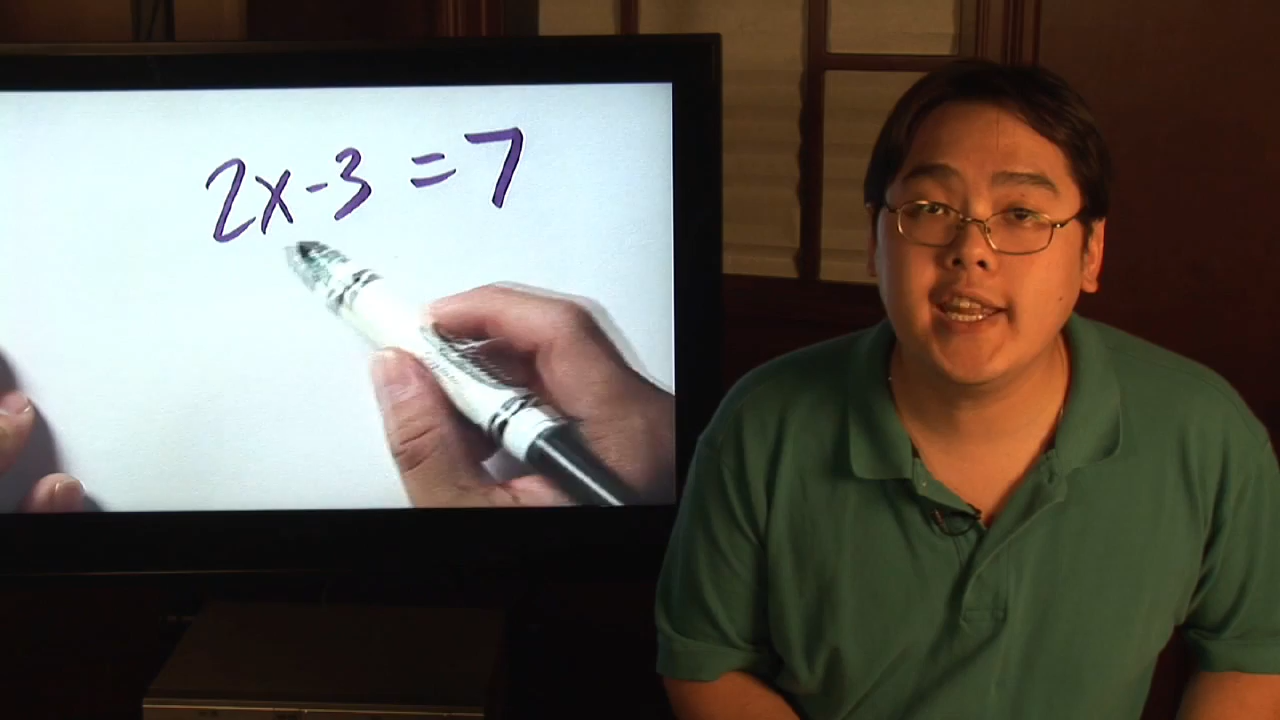 2x-3 = 7